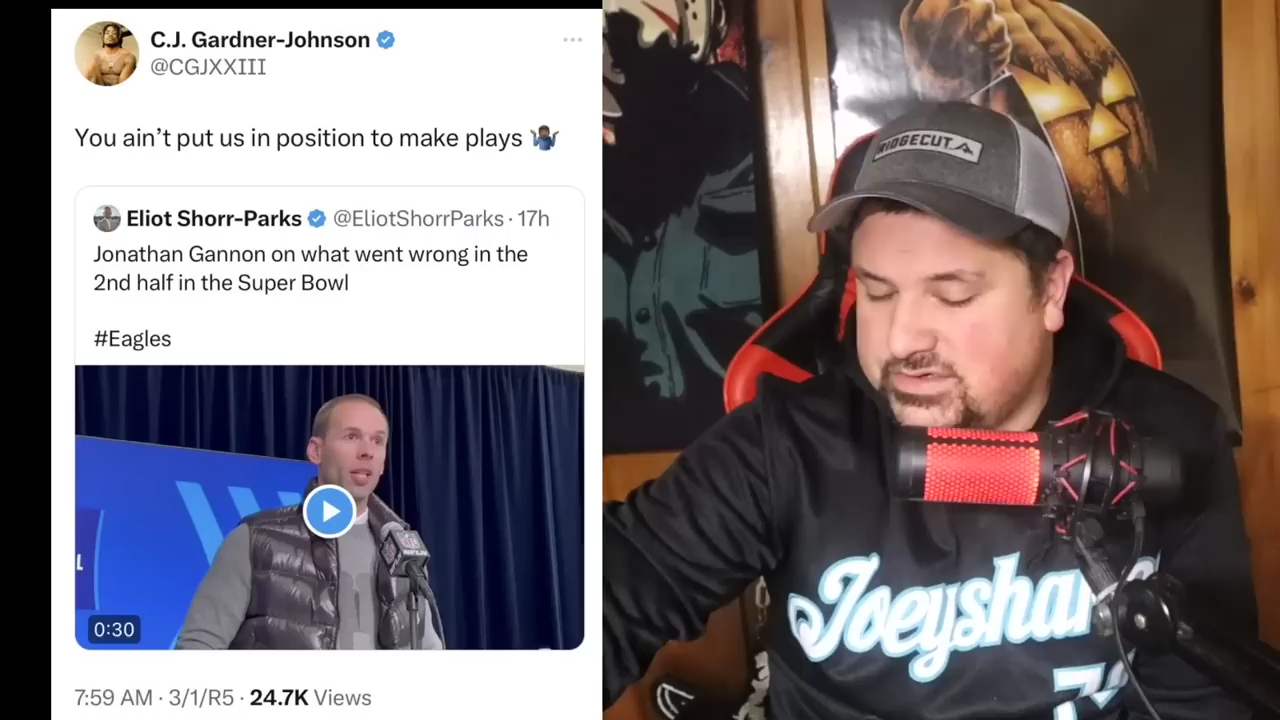 C.J. Gardner-Johnson
@CGJXXIII
You ain’t put us in position to make plays 🤷🏾‍♂️
Eliot Shorr-Parks @EliotShorrParks · 17h
Jonathan Gannon on what went wrong in the
2nd half in the Super Bowl
#Eagles
0:30
7:59 AM · 3/1/R5 · 24.7K Views
RIDGECUT